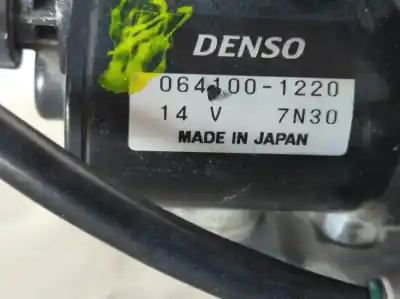 DENSO
064100-1220
14 V 7N30
MADE IN JAPAN